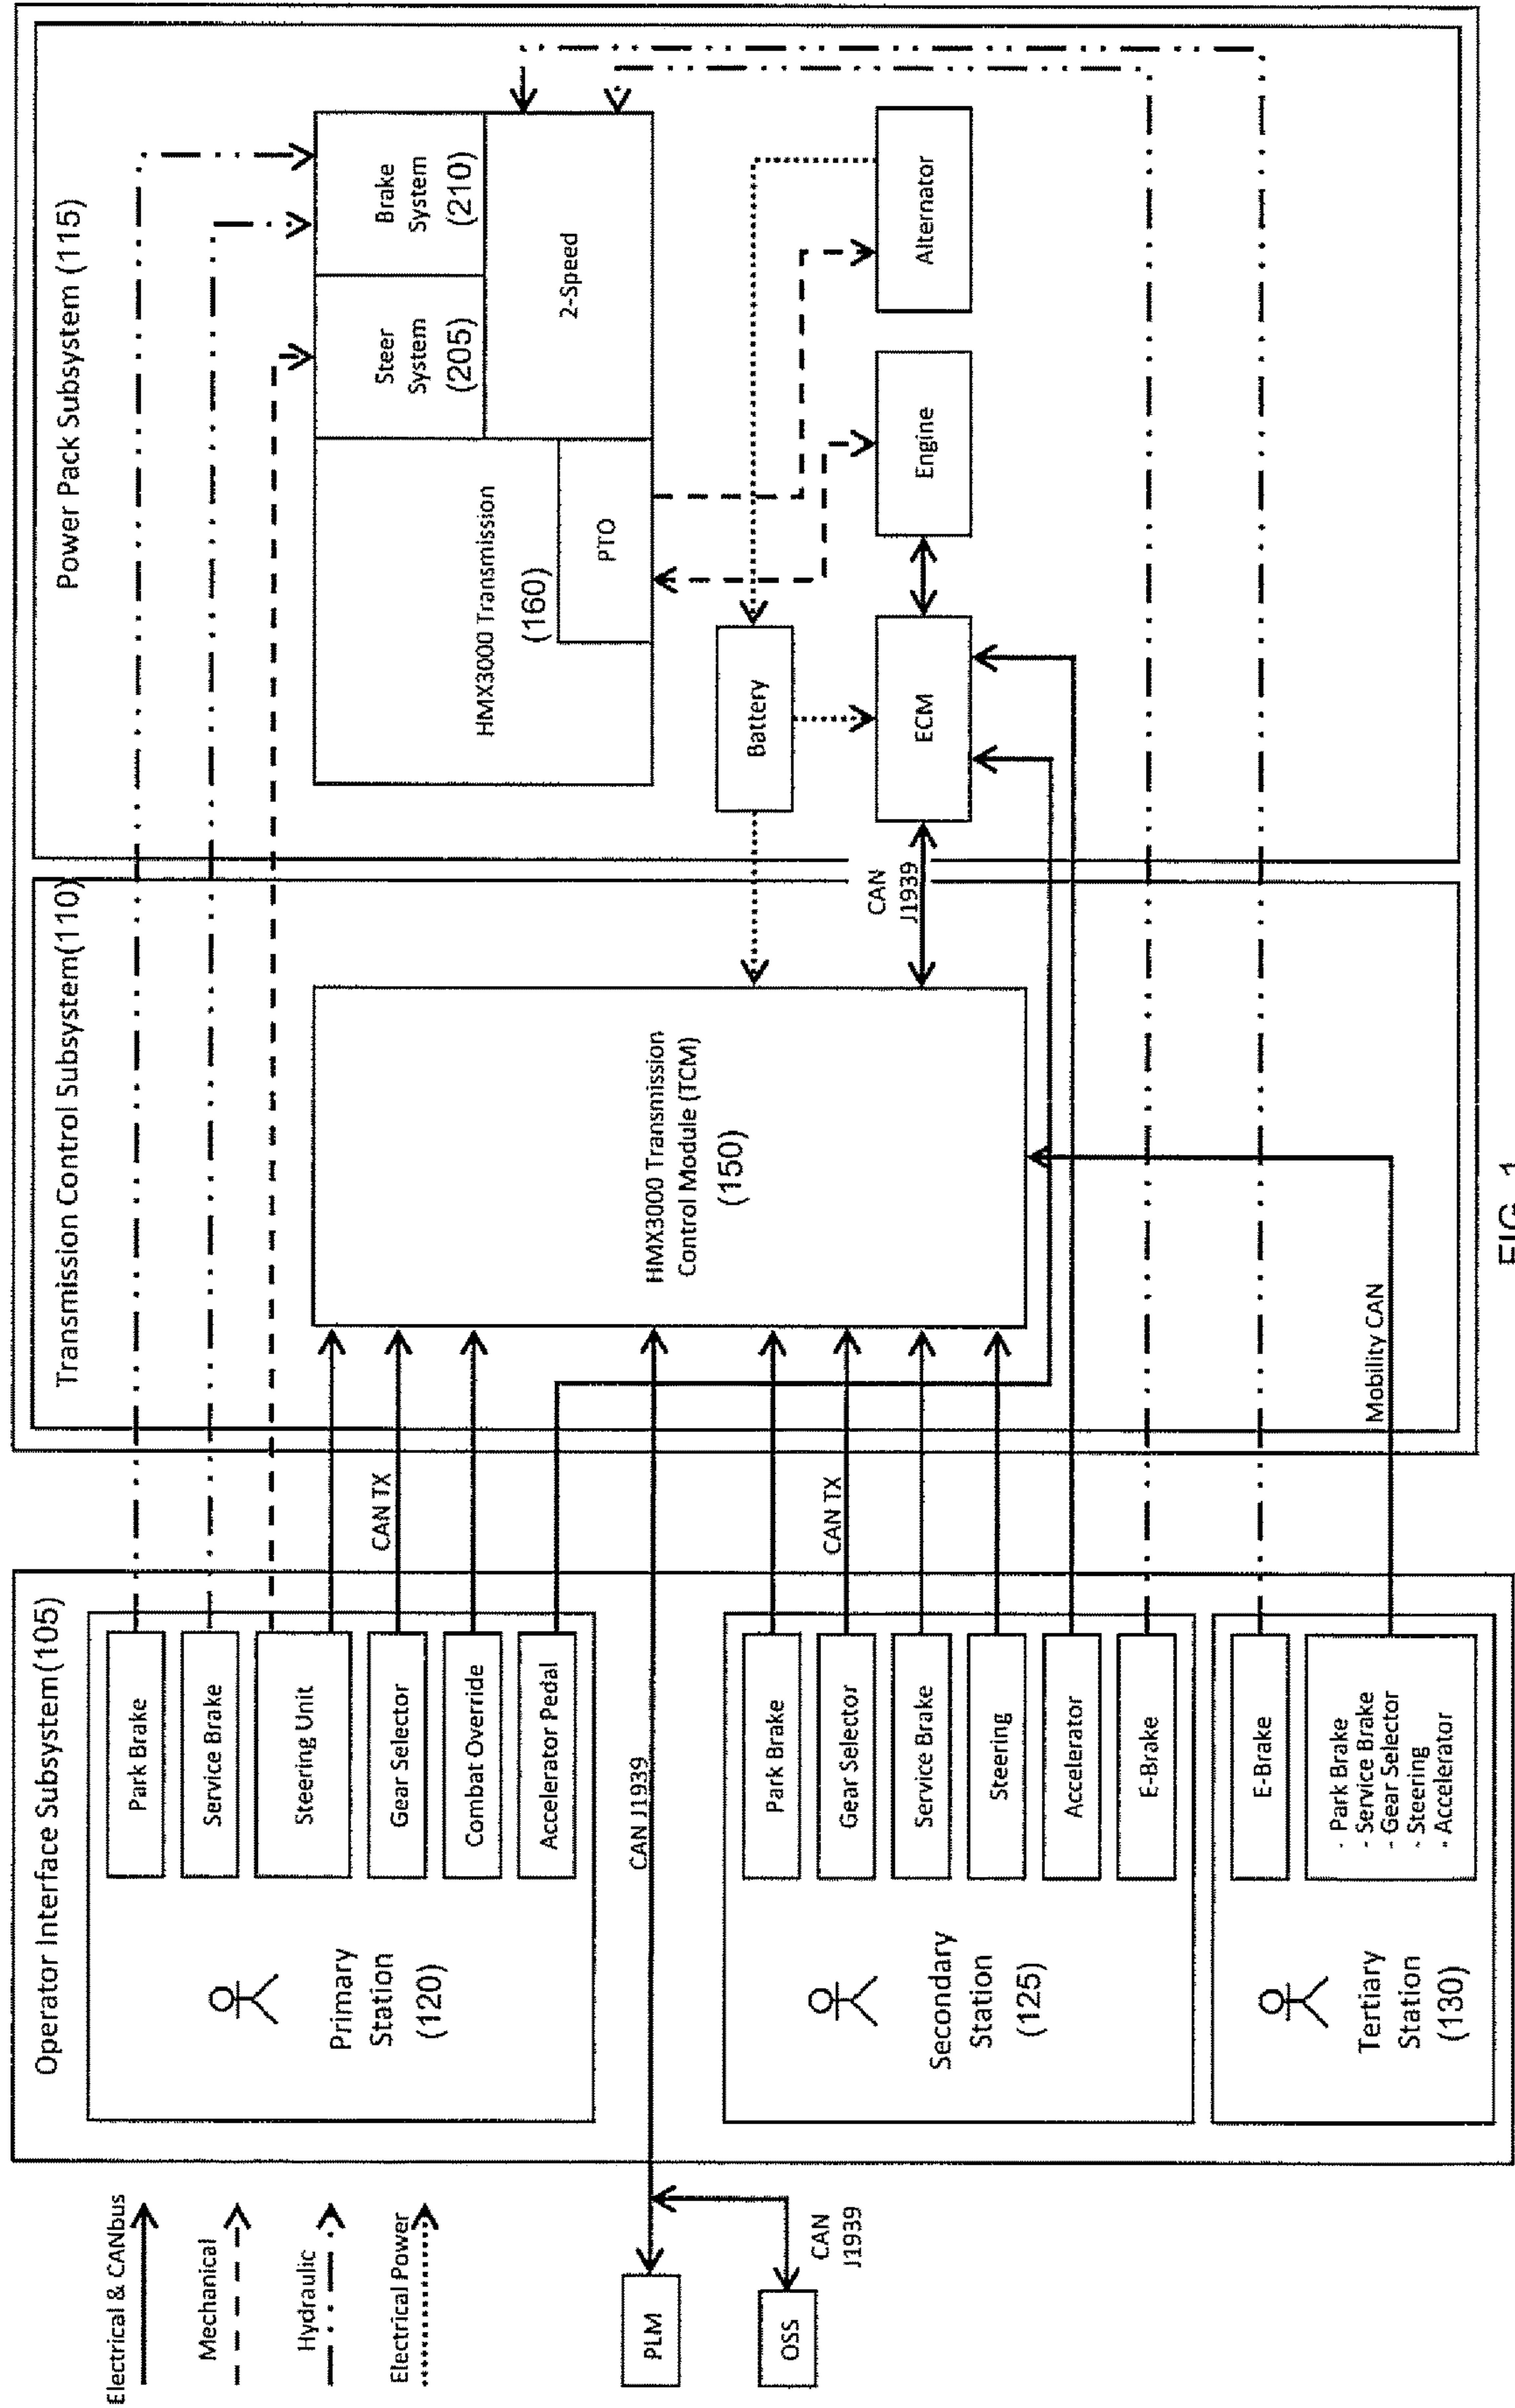 Operator Interface Subsystem(105)
Park Brake
Service Brake
Steering Unit
Gear Selector
Combat Override
Accelerator Pedal
Primary
Station
(120)
CAN J1939
Park Brake
Gear Selector
Service Brake
Steering
Accelerator
E-Brake
Secondary
Station
(125)
E-Brake
- Park Brake
- Service Brake
- Gear Selector
- Steering
- Accelerator
Tertiary
Station
(130)
Electrical & CANbus
Mechanical
Hydraulic
Electrical Power
PLM
OSS
CAN
J1939
CAN TX
CAN TX
Mobility CAN
Transmission Control Subsystem(110)
HMX3000 Transmission
Control Module (TCM)
(150)
CAN
J1939
Power Pack Subsystem (115)
HMX3000 Transmission
(160)
PTO
Steer
System
(205)
Brake
System
(210)
2-Speed
Battery
ECM
Engine
Alternator
FIG. 1